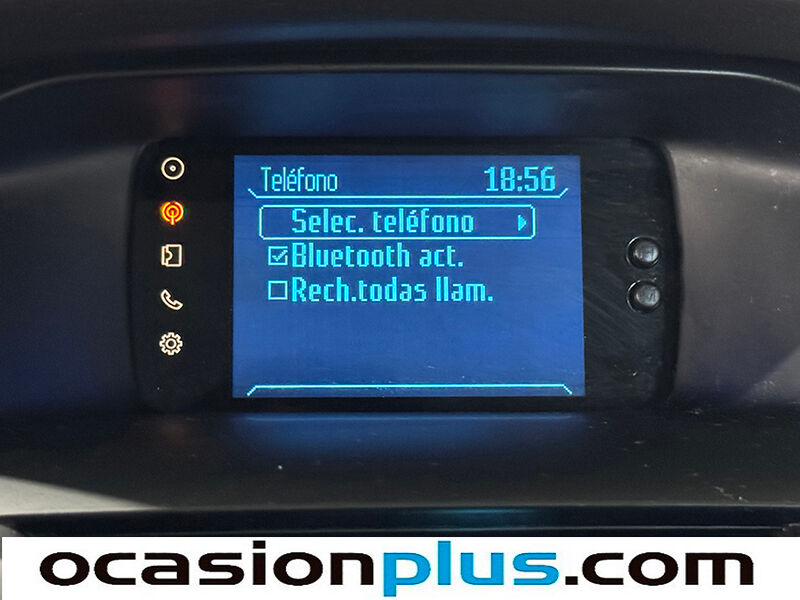 Teléfono 18:56
Selec. teléfono
Bluetooth act.
Rech.todas llam.
ocasionplus.com